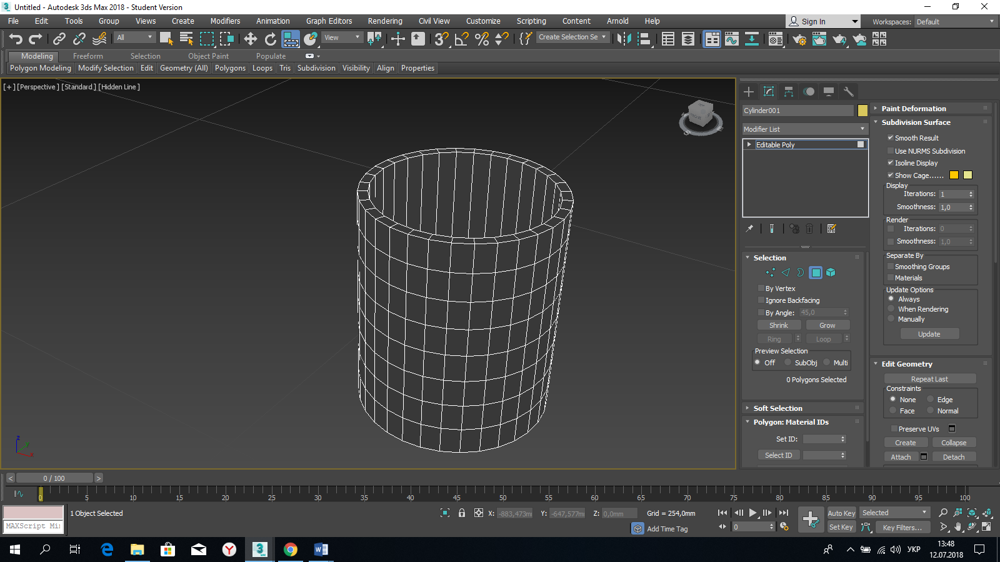 Untitled - Autodesk 3ds Max 2018 - Student Version
File Edit Tools Group Views Create Modifiers Animation Graph Editors Rendering Civil View Customize Scripting Content Arnold Help Sign In Workspaces: Default
All View Create Selection Se
Modeling Freeform Selection Object Paint Populate
Polygon Modeling Modify Selection Edit Geometry (All) Polygons Loops Tris Subdivision Visibility Align Properties
[+] [Perspective] [Standard] [Hidden Line]
Cylinder001
Modifier List
Editable Poly
Selection
By Vertex
Ignore Backfacing
By Angle: 45,0
Shrink Grow
Ring Loop
Preview Selection
Off SubObj Multi
0 Polygons Selected
Soft Selection
Polygon: Material IDs
Set ID:
Select ID
Paint Deformation
Subdivision Surface
Smooth Result
Use NURMS Subdivision
Isoline Display
Show Cage......
Display
Iterations: 1
Smoothness: 1,0
Render
Iterations: 0
Smoothness: 1,0
Separate By
Smoothing Groups
Materials
Update Options
Always
When Rendering
Manually
Update
Edit Geometry
Repeat Last
Constraints
None Edge
Face Normal
Preserve UVs
Create Collapse
Attach Detach
< 0 / 100 >
0 5 10 15 20 25 30 35 40 45 50 55 60 65 70 75 80 85 90 95 100
1 Object Selected X: -883,473m Y: -647,577m Z: 0,0mm Grid = 254,0mm Auto Key Selected
MAXScript Mi Add Time Tag 0 Set Key Key Filters...
УКР 13:48
12.07.2018